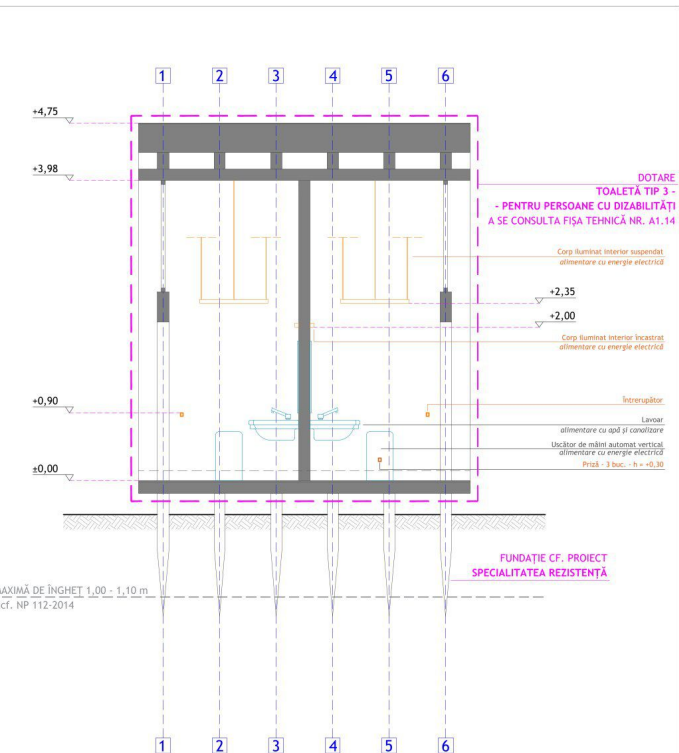 1 2 3 4 5 6
+4,75
+3,98
DOTARE
TOALETĂ TIP 3 -
- PENTRU PERSOANE CU DIZABILITĂȚI
A SE CONSULTA FIȘA TEHNICĂ NR. A1.14
Corp iluminat interior suspendat
alimentare cu energie electrică
+2,35
+2,00
Corp iluminat interior încastrat
alimentare cu energie electrică
+0,90
Întrerupător
Lavoar
alimentare cu apă și canalizare
Uscător de mâini automat vertical
alimentare cu energie electrică
Priză - 3 buc. - h = +0,30
±0,00
FUNDAȚIE CF. PROIECT
SPECIALITATEA REZISTENȚĂ
MAXIMĂ DE ÎNGHEȚ 1,00 - 1,10 m
cf. NP 112-2014
1 2 3 4 5 6